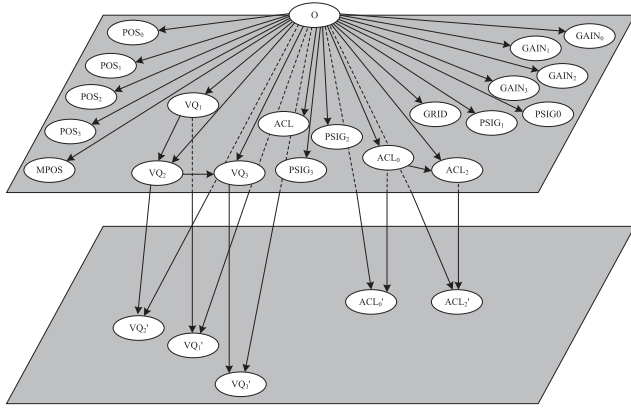 O
POS₀
GAIN₀
GAIN₁
POS₁
GAIN₂
GAIN₃
POS₂
VQ₁
GRID
PSIG0
PSIG₁
ACL
POS₃
PSIG₂
ACL₀
MPOS
VQ₂
VQ₃
PSIG₃
ACL₂
ACL₀'
ACL₂'
VQ₂'
VQ₁'
VQ₃'